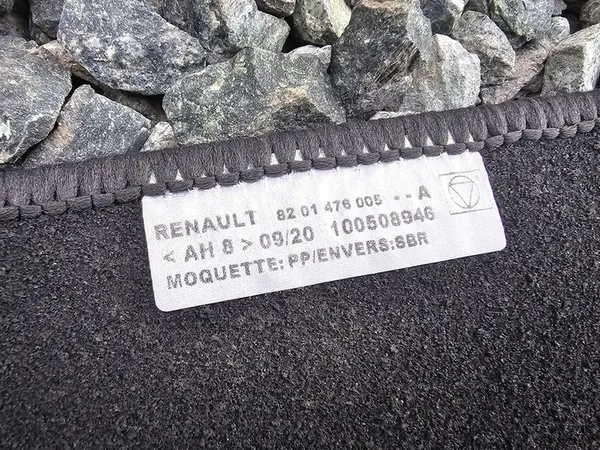 RENAULT 82 01 476 005 - - A
< AH 8 > 09/20 100508946
MOQUETTE: PP/ENVERS:SBR